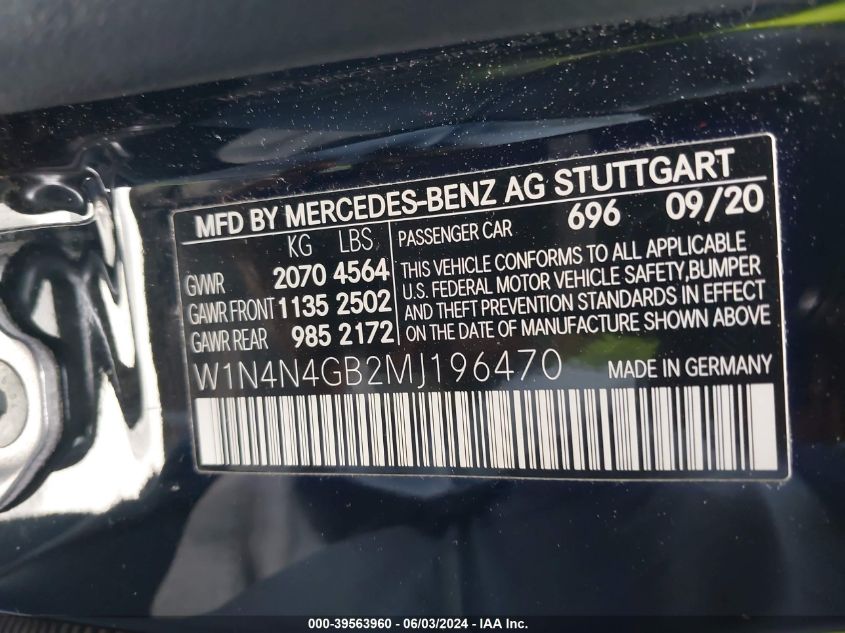 MFD BY MERCEDES-BENZ AG STUTTGART
KG LBS
GVWR 2070 4564
GAWR FRONT 1135 2502
GAWR REAR 985 2172
PASSENGER CAR 696 09/20
THIS VEHICLE CONFORMS TO ALL APPLICABLE
U.S. FEDERAL MOTOR VEHICLE SAFETY,BUMPER
AND THEFT PREVENTION STANDARDS IN EFFECT
ON THE DATE OF MANUFACTURE SHOWN ABOVE
W1N4N4GB2MJ196470 MADE IN GERMANY
000-39563960 - 06/03/2024 - IAA Inc.